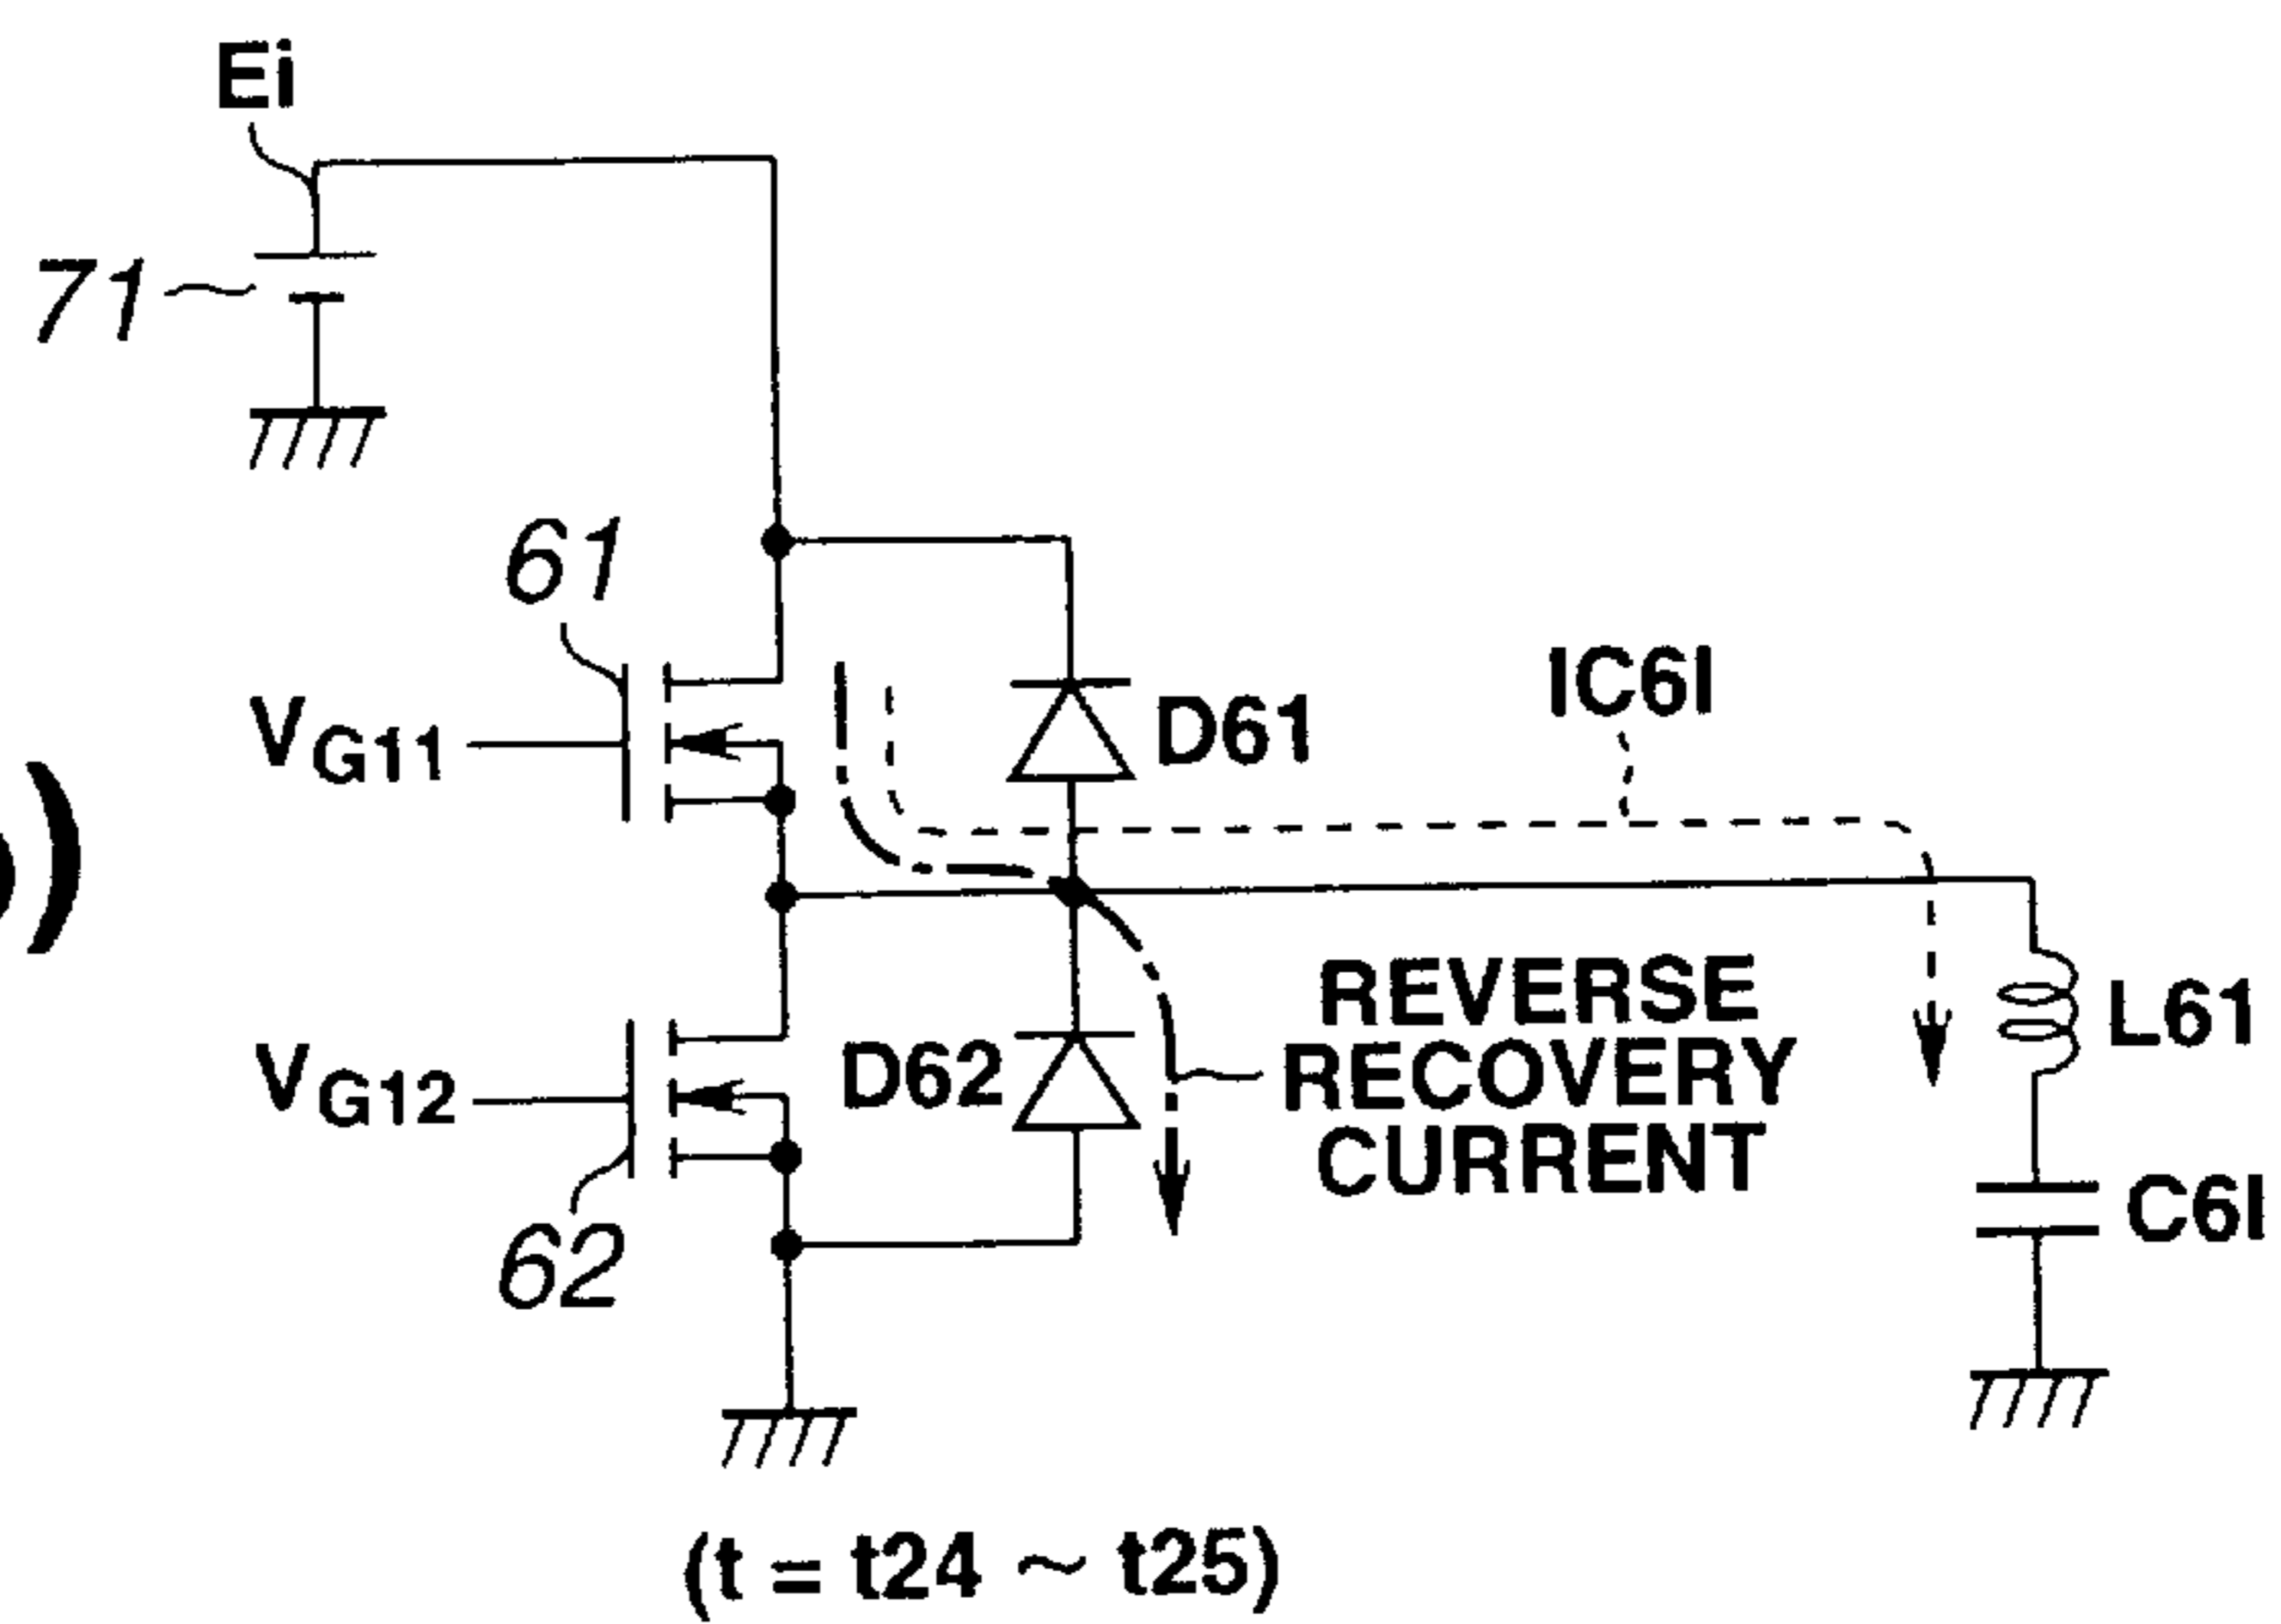 Ei
71
61
VG11
D61
IC6I
)
REVERSE
RECOVERY
CURRENT
L61
VG12
D62
C6I
62
(t = t24 ~ t25)